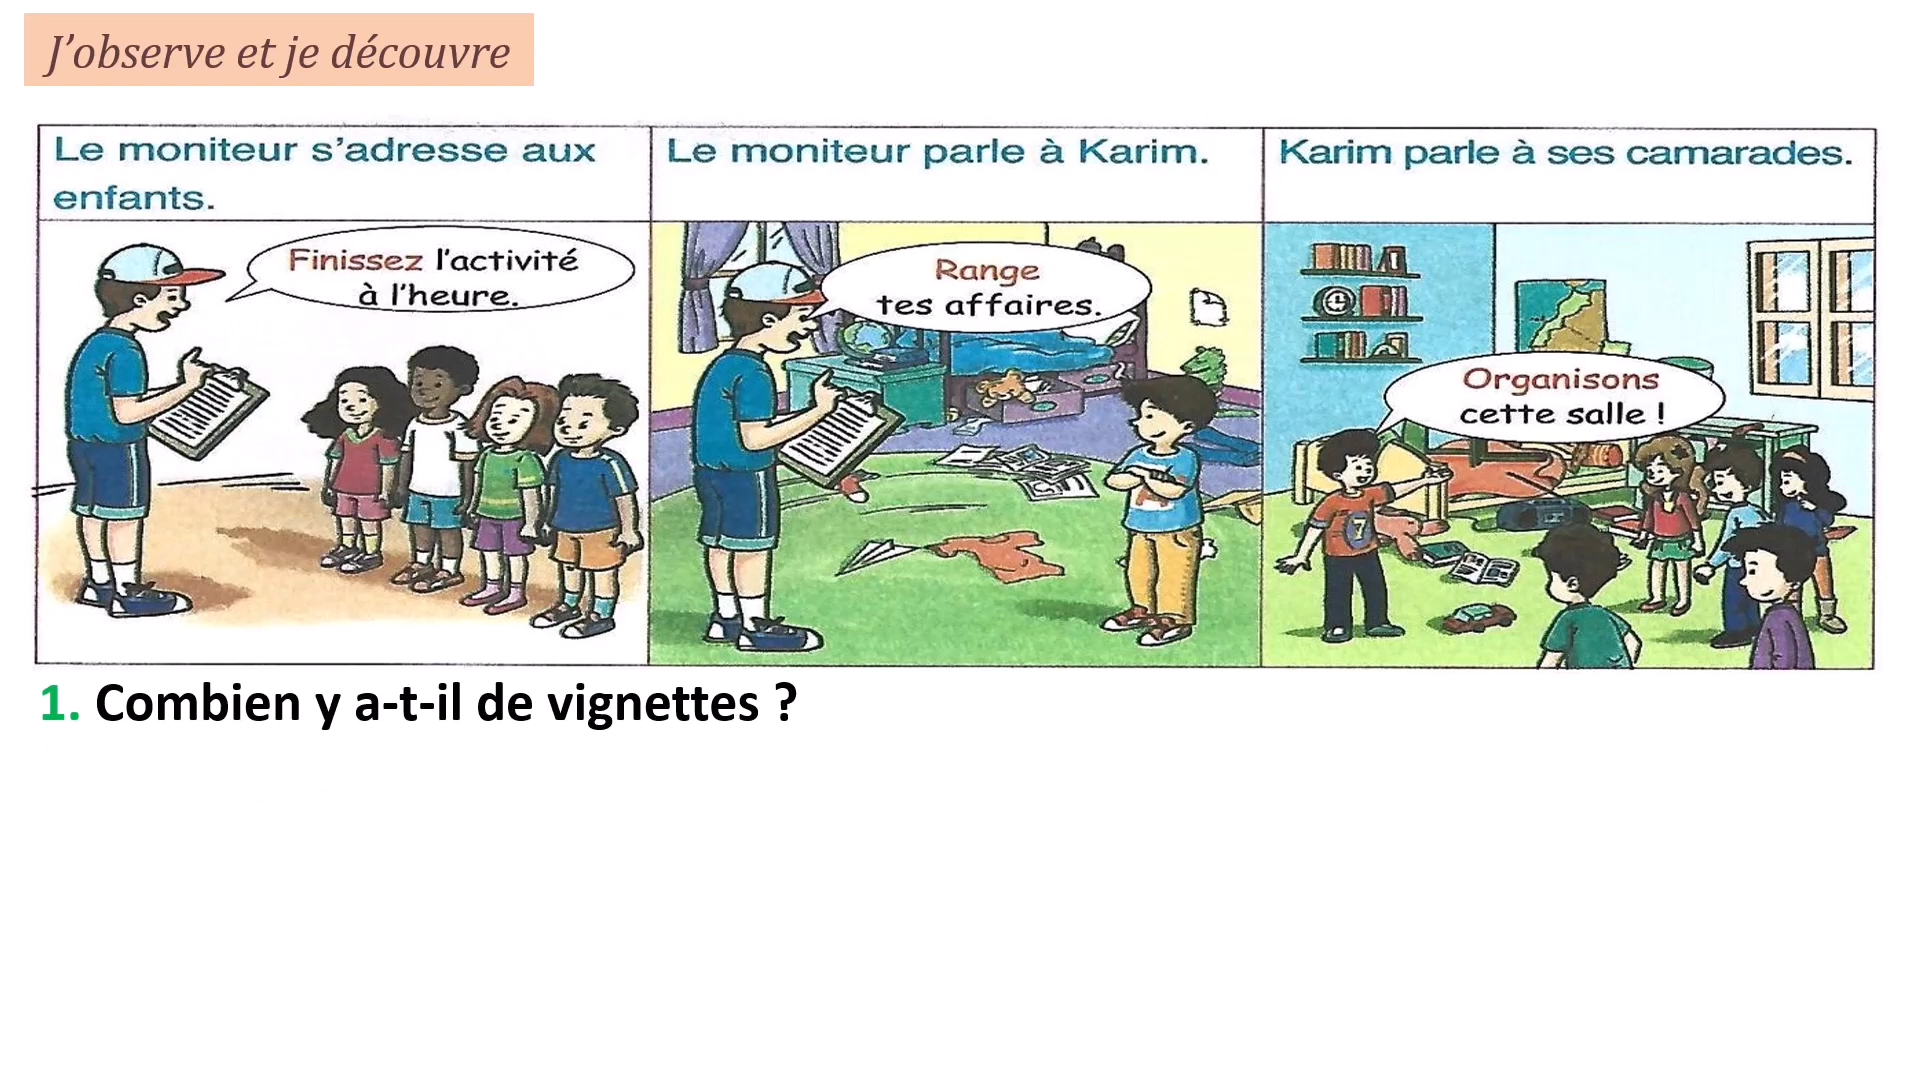 J’observe et je découvre
Le moniteur s’adresse aux
enfants.
Finissez l’activité
à l’heure.
Le moniteur parle à Karim.
Range
tes affaires.
Karim parle à ses camarades.
Organisons
cette salle !
7
1. Combien y a-t-il de vignettes ?